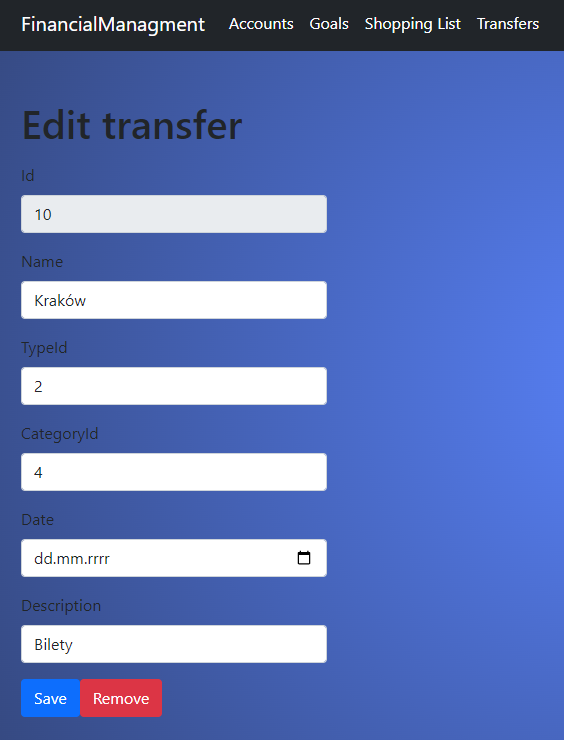 FinancialManagment Accounts Goals Shopping List Transfers
Edit transfer
Id
10
Name
Kraków
TypeId
2
CategoryId
4
Date
dd.mm.rrrr
Description
Bilety
Save Remove